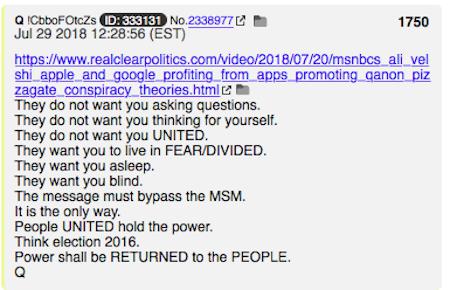 Q !CbboFOtcZs ID: 333131 No.2338977 1750
Jul 29 2018 12:28:56 (EST)
https://www.realclearpolitics.com/video/2018/07/20/msnbcs_ali_vel
shi_apple_and_google_profiting_from_apps_promoting_qanon_piz
zagate_conspiracy_theories.html
They do not want you asking questions.
They do not want you thinking for yourself.
They do not want you UNITED.
They want you to live in FEAR/DIVIDED.
They want you asleep.
They want you blind.
The message must bypass the MSM.
It is the only way.
People UNITED hold the power.
Think election 2016.
Power shall be RETURNED to the PEOPLE.
Q